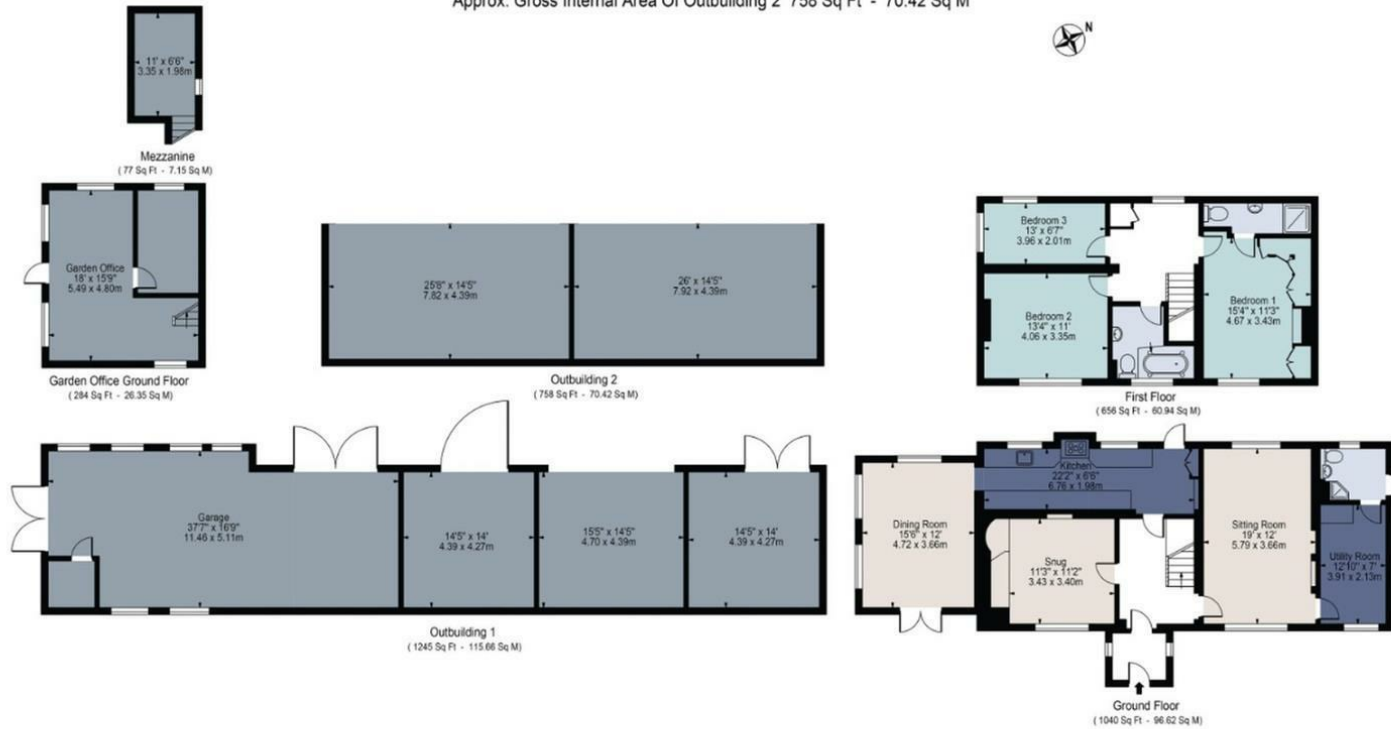 Approx. Gross Internal Area Of Outbuilding 2 758 Sq Ft - 70.42 Sq M
N
11' x 6'6"
3.35 x 1.98m
Mezzanine
( 77 Sq Ft - 7.15 Sq M)
Garden Office
18' x 15'9"
5.49 x 4.80m
Garden Office Ground Floor
( 284 Sq Ft - 26.35 Sq M)
25'8" x 14'5"
7.82 x 4.39m
26' x 14'5"
7.92 x 4.39m
Outbuilding 2
( 758 Sq Ft - 70.42 Sq M)
Bedroom 3
13' x 6'7"
3.96 x 2.01m
Bedroom 2
13'4" x 11'
4.06 x 3.35m
Bedroom 1
15'4" x 11'3"
4.67 x 3.43m
First Floor
( 656 Sq Ft - 60.94 Sq M)
Garage
37'7" x 16'9"
11.46 x 5.11m
14'5" x 14'
4.39 x 4.27m
15'5" x 14'5"
4.70 x 4.39m
14'5" x 14'
4.39 x 4.27m
Outbuilding 1
( 1245 Sq Ft - 115.66 Sq M)
Dining Room
15'6" x 12'
4.72 x 3.66m
Kitchen
22'2" x 6'6"
6.76 x 1.98m
Snug
11'3" x 11'2"
3.43 x 3.40m
Sitting Room
19' x 12'
5.79 x 3.66m
Utility Room
12'10" x 7'
3.91 x 2.13m
Ground Floor
( 1040 Sq Ft - 96.62 Sq M)